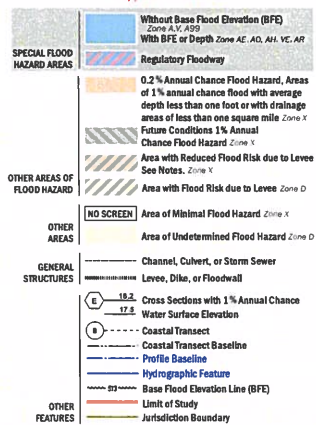 Without Base Flood Elevation (BFE)
Zone A,V, A99
With BFE or Depth Zone AE, AO, AH, VE, AR
SPECIAL FLOOD
HAZARD AREAS
Regulatory Floodway
0.2% Annual Chance Flood Hazard, Areas
of 1% annual chance flood with average
depth less than one foot or with drainage
areas of less than one square mile Zone X
Future Conditions 1% Annual
Chance Flood Hazard Zone X
Area with Reduced Flood Risk due to Levee
See Notes. Zone X
OTHER AREAS OF
FLOOD HAZARD
Area with Flood Risk due to Levee Zone D
NO SCREEN Area of Minimal Flood Hazard Zone X
OTHER
AREAS
Area of Undetermined Flood Hazard Zone D
GENERAL
STRUCTURES
Channel, Culvert, or Storm Sewer
Levee, Dike, or Floodwall
E 18.2 Cross Sections with 1% Annual Chance
17.5 Water Surface Elevation
8 Coastal Transect
Coastal Transect Baseline
Profile Baseline
Hydrographic Feature
513 Base Flood Elevation Line (BFE)
OTHER
FEATURES
Limit of Study
Jurisdiction Boundary